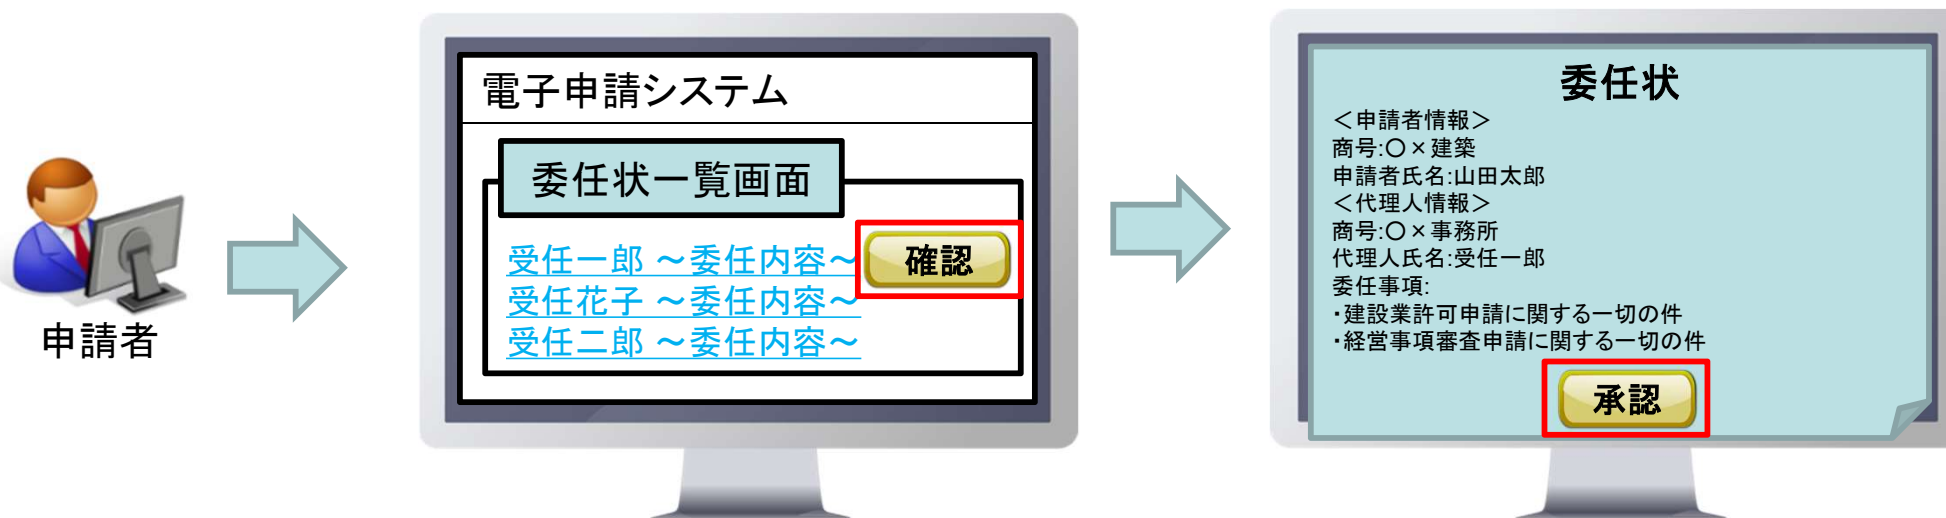 申請者
電子申請システム
委任状一覧画面
受任一郎 ～委任内容～
確認
受任花子 ～委任内容～
受任二郎 ～委任内容～
委任状
＜申請者情報＞
商号:〇×建築
申請者氏名:山田太郎
＜代理人情報＞
商号:〇×事務所
代理人氏名:受任一郎
委任事項:
・建設業許可申請に関する一切の件
・経営事項審査申請に関する一切の件
承認